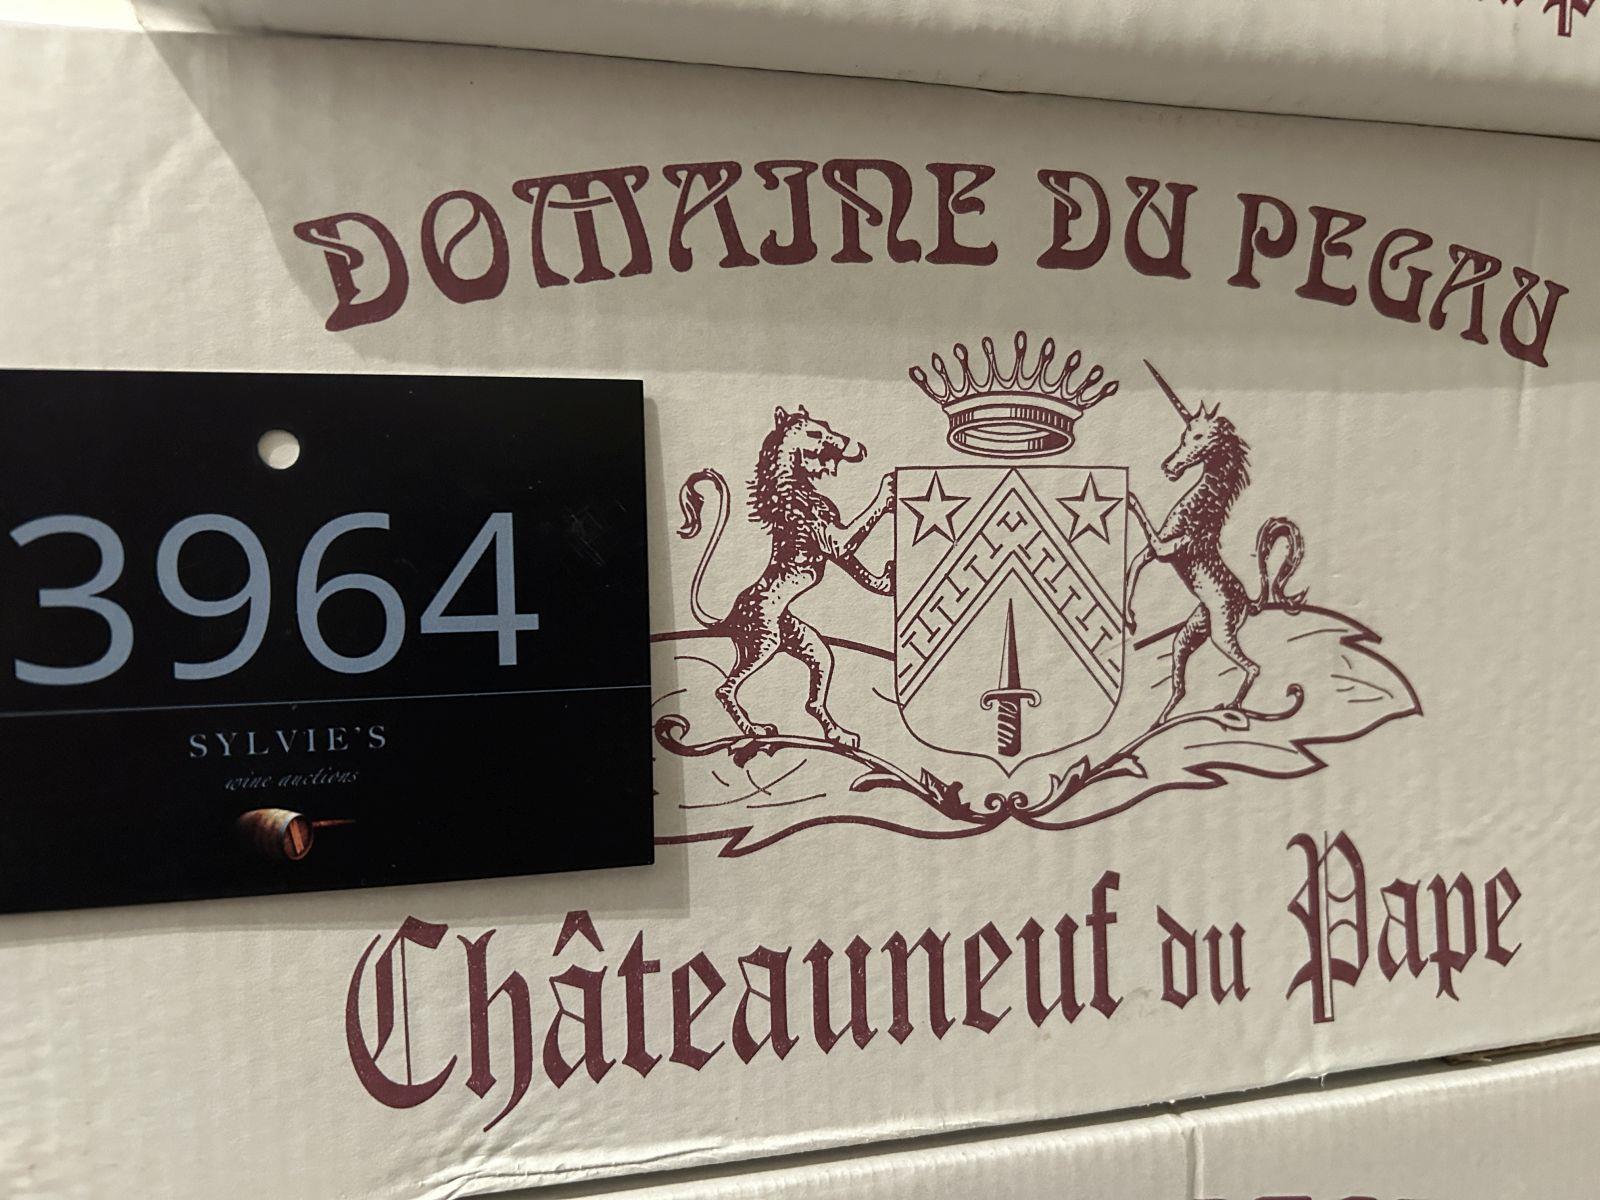 DOMAINE DU PEGAU
3964
SYLVIE'S
wine auctions
Châteauneuf du Pape